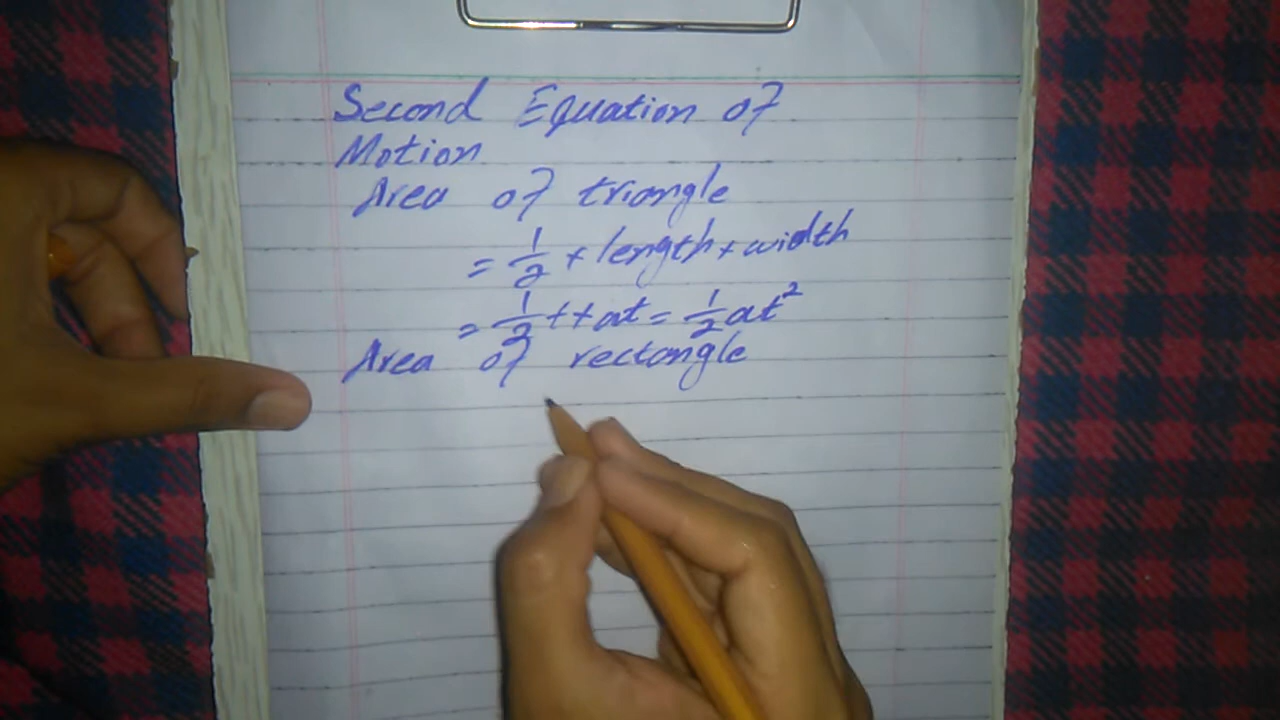 Second Equation of
Motion
Area of triangle
= 1/2 × length × width
= 1/2 t × at = 1/2 at²
Area of rectangle